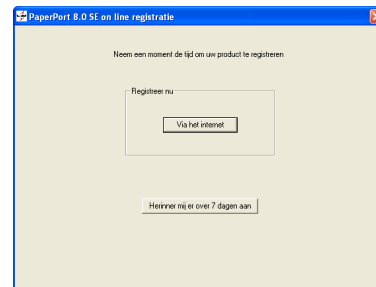 PaperPort 8.0 SE on line registratie
Neem een moment de tijd om uw product te registreren
Registreer nu
Via het internet
Herinner mij er over 7 dagen aan